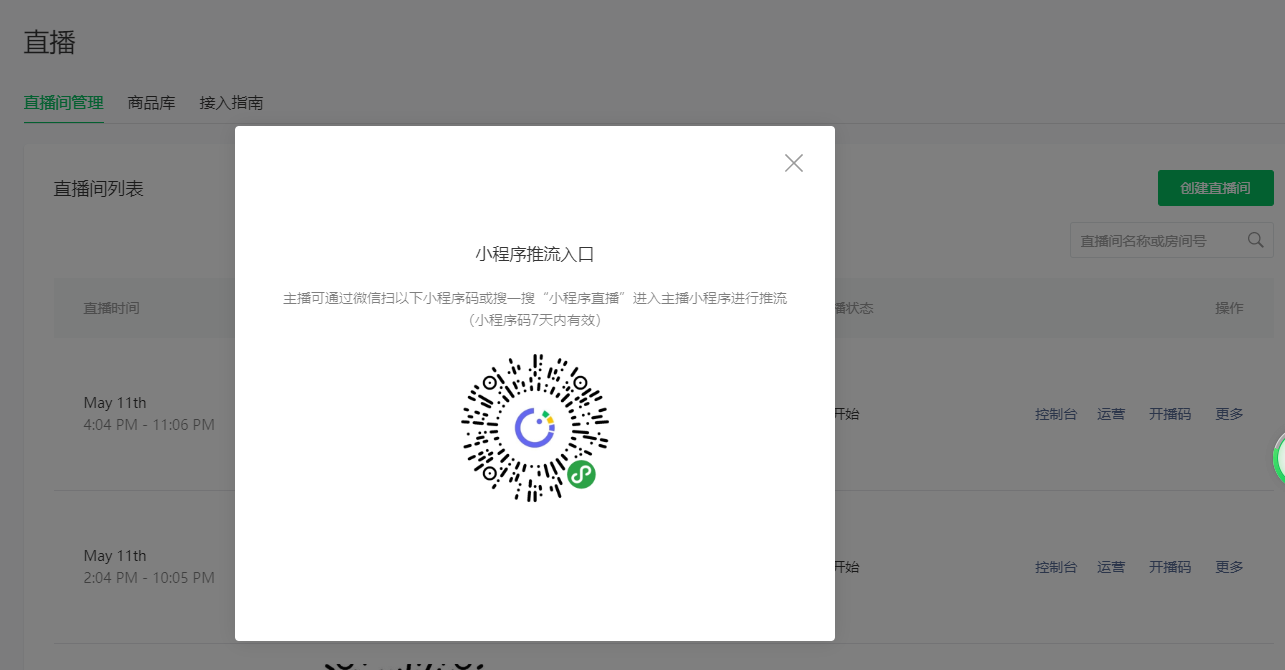 直播
直播间管理 商品库 接入指南
直播间列表
创建直播间
直播间名称或房间号
小程序推流入口
主播可通过微信扫以下小程序码或搜一搜“小程序直播”进入主播小程序进行推流
（小程序码7天内有效）
直播时间 播状态 操作
May 11th
4:04 PM - 11:06 PM
开始 控制台 运营 开播码 更多
May 11th
2:04 PM - 10:05 PM
开始 控制台 运营 开播码 更多